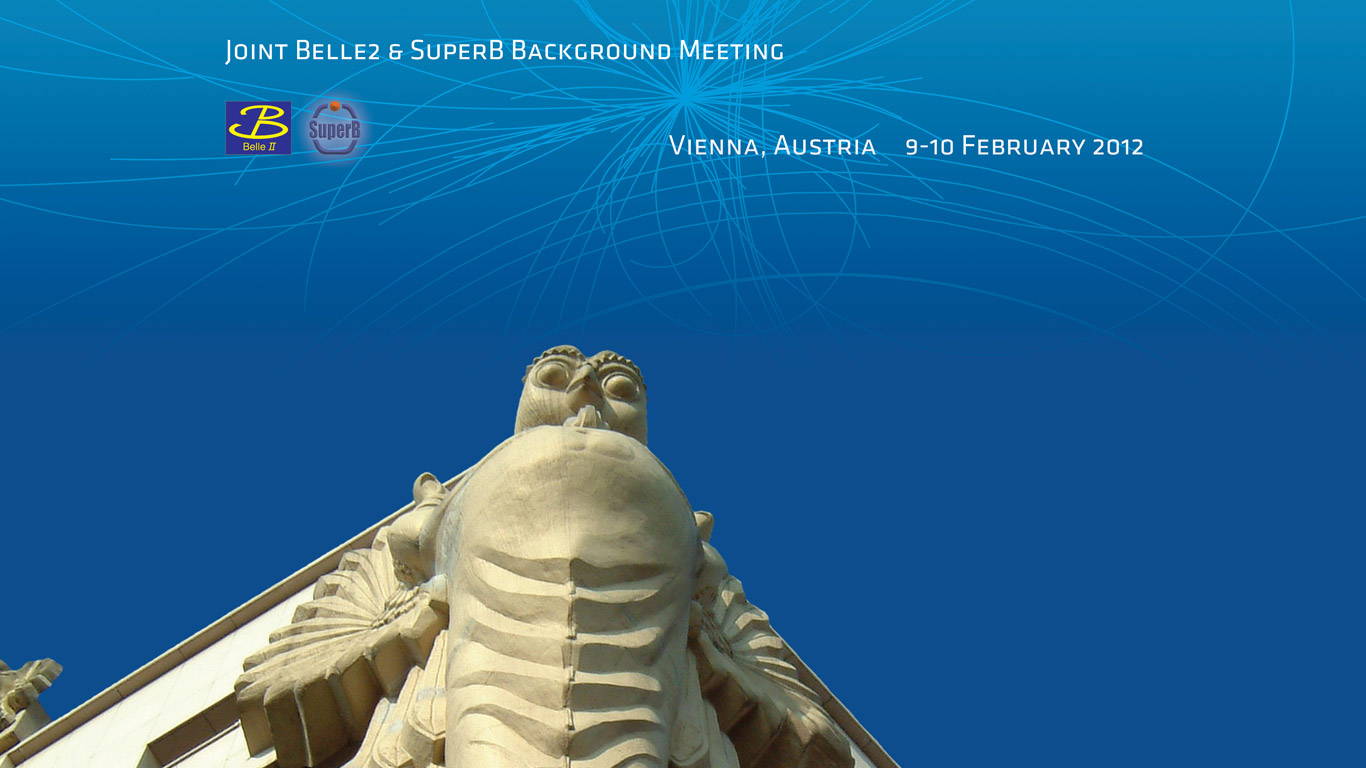 Joint Belle2 & SuperB Background Meeting
Belle II
SuperB
Vienna, Austria 9-10 February 2012